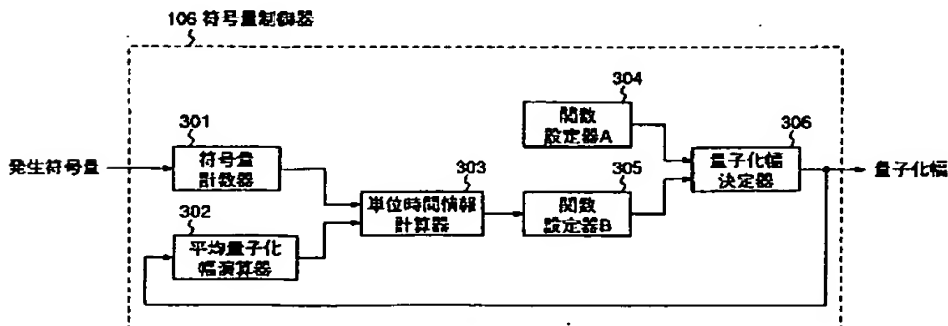 106 符号量制御器
304
関数
設定器A
306
量子化幅
決定器
301
符号量
計数器
発生符号量
量子化幅
303
単位時間情報
計算器
305
関数
設定器B
302
平均量子化
幅演算器